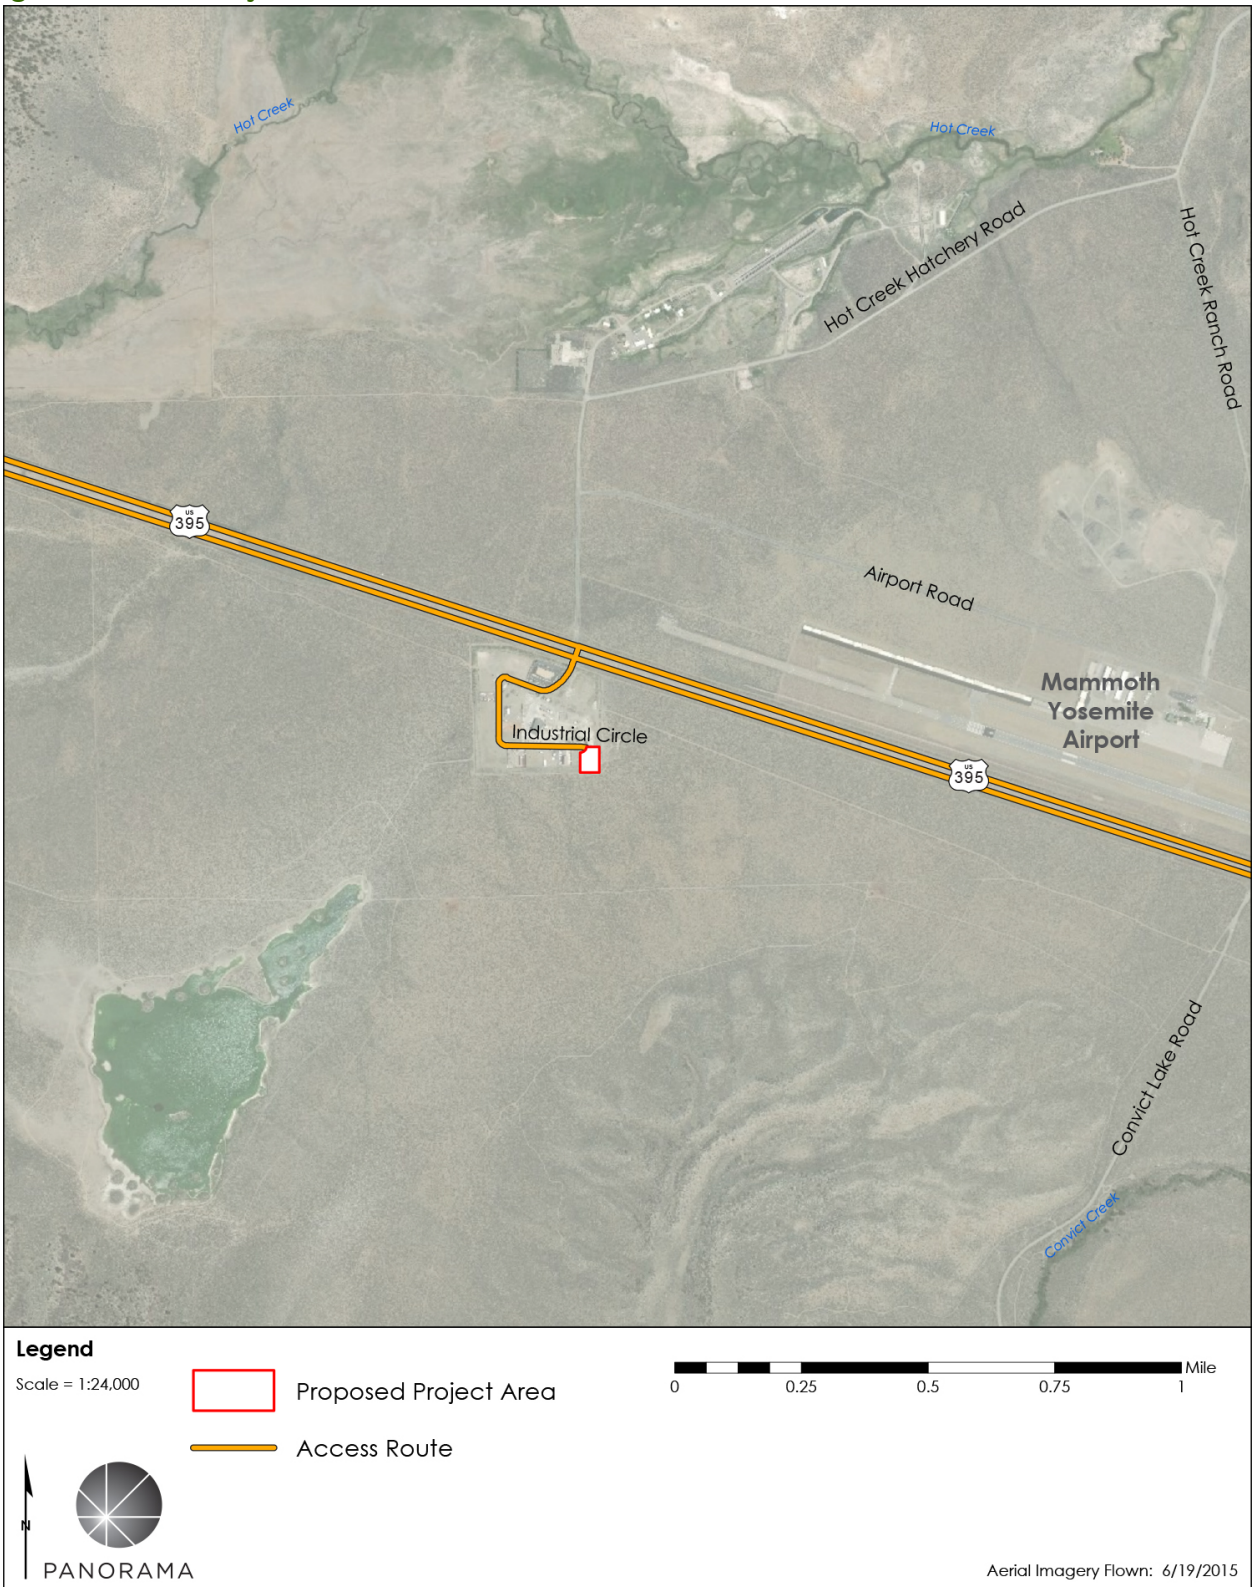 Hot Creek
Hot Creek
Hot Creek Hatchery Road
Hot Creek Ranch Road
US
395
Airport Road
Mammoth
Yosemite
Airport
Industrial Circle
US
395
Convict Lake Road
Convict Creek
Legend
Scale = 1:24,000
Proposed Project Area
Access Route
Mile
0 0.25 0.5 0.75 1
N
PANORAMA
Aerial Imagery Flown: 6/19/2015